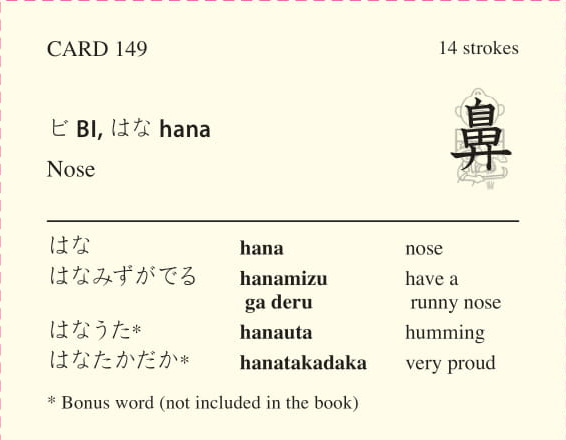 CARD 149 14 strokes
ビ BI, はな hana
鼻
Nose
はな hana nose
はなみずがでる hanamizu have a
ga deru runny nose
はなうた* hanauta humming
はなたかだか* hanatakadaka very proud
* Bonus word (not included in the book)